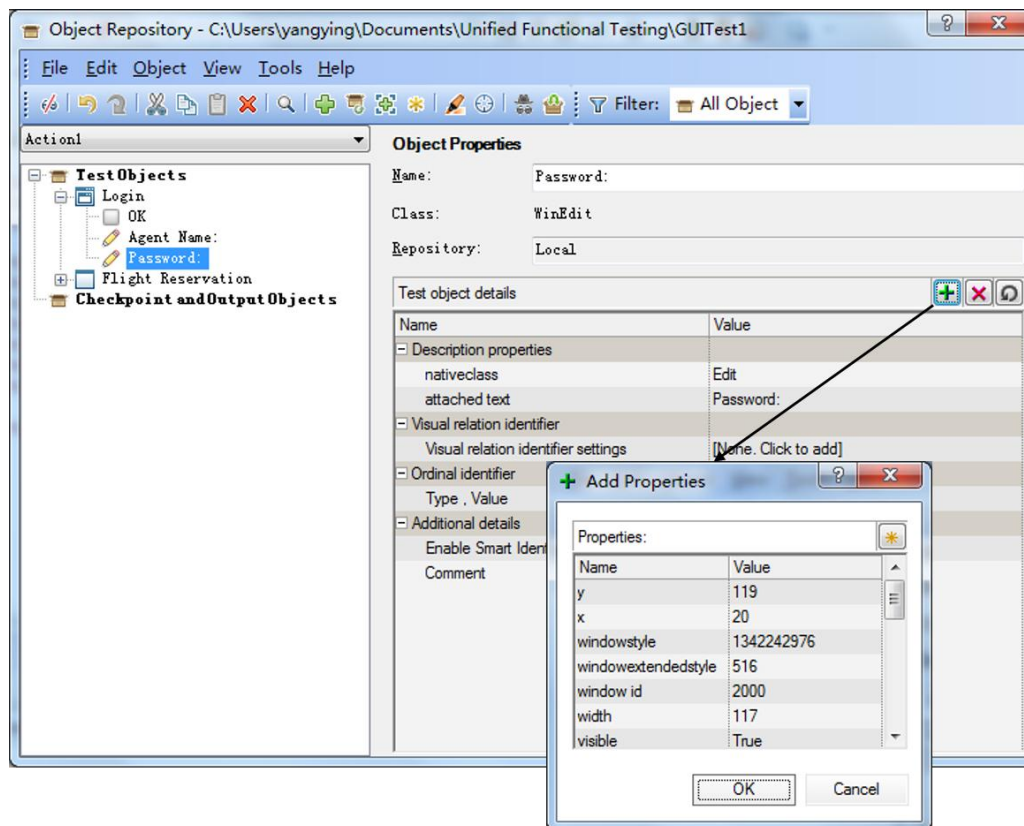 Object Repository - C:\Users\yangying\Documents\Unified Functional Testing\GUITest1
File Edit Object View Tools Help
Filter: All Object
Action1
Object Properties
TestObjects
Login
OK
Agent Name:
Password:
Flight Reservation
CheckpointandOutputObjects
Name: Password:
Class: WinEdit
Repository: Local
Test object details
Name Value
Description properties
nativeclass Edit
attached text Password:
Visual relation identifier
Visual relation identifier settings [None. Click to add]
Ordinal identifier
Type , Value
Additional details
Enable Smart Ident
Comment
Add Properties
Properties:
Name Value
y 119
x 20
windowstyle 1342242976
windowextendedstyle 516
window id 2000
width 117
visible True
OK Cancel